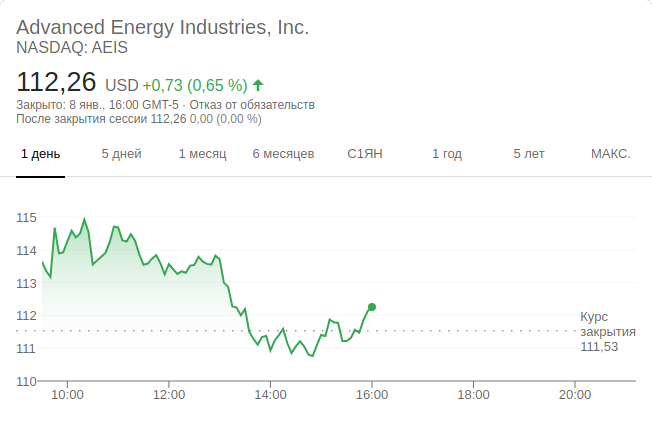 Advanced Energy Industries, Inc.
NASDAQ: AEIS
112,26 USD +0,73 (0,65 %)
Закрыто: 8 янв., 16:00 GMT-5 · Отказ от обязательств
После закрытия сессии 112,26 0,00 (0,00 %)
1 день 5 дней 1 месяц 6 месяцев С1ЯН 1 год 5 лет МАКС.
115
114
113
112
Курс
закрытия
111,53
111
110
10:00 12:00 14:00 16:00 18:00 20:00